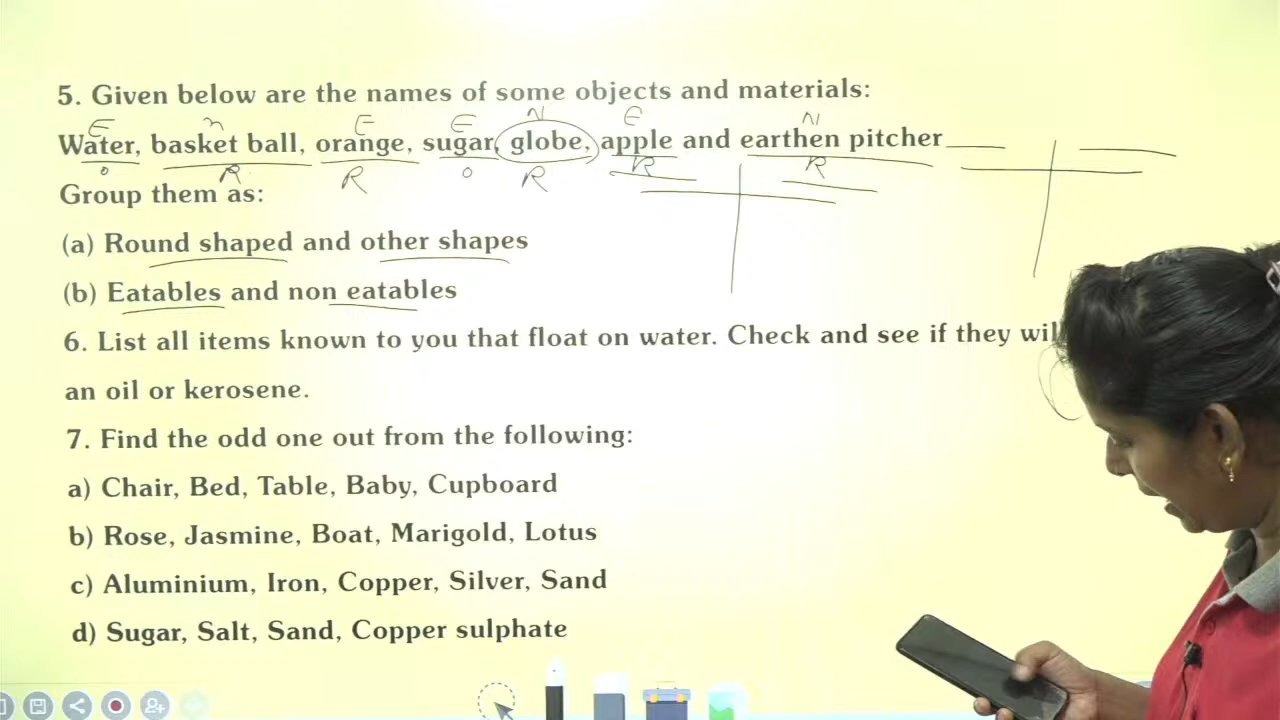 5. Given below are the names of some objects and materials:
E n E E N E N
Water, basket ball, orange, sugar, globe, apple and earthen pitcher
o R R o R R R
Group them as:
(a) Round shaped and other shapes
(b) Eatables and non eatables
6. List all items known to you that float on water. Check and see if they wil
an oil or kerosene.
7. Find the odd one out from the following:
a) Chair, Bed, Table, Baby, Cupboard
b) Rose, Jasmine, Boat, Marigold, Lotus
c) Aluminium, Iron, Copper, Silver, Sand
d) Sugar, Salt, Sand, Copper sulphate